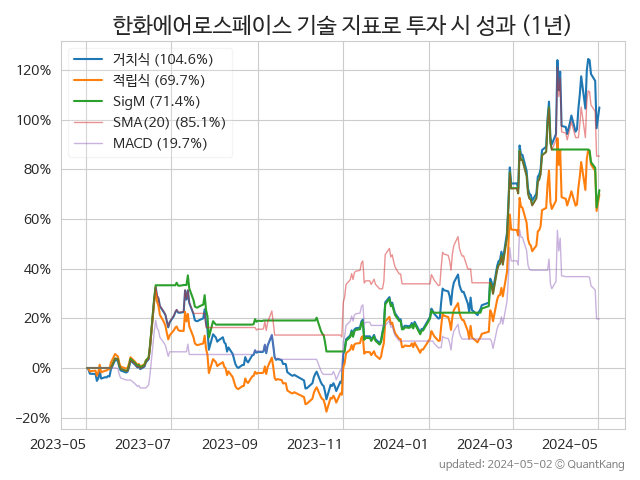 한화에어로스페이스 기술 지표로 투자 시 성과 (1년)
거치식 (104.6%)
적립식 (69.7%)
SigM (71.4%)
SMA(20) (85.1%)
MACD (19.7%)
120%
100%
80%
60%
40%
20%
0%
−20%
2023-05 2023-07 2023-09 2023-11 2024-01 2024-03 2024-05
updated: 2024-05-02 © QuantKang